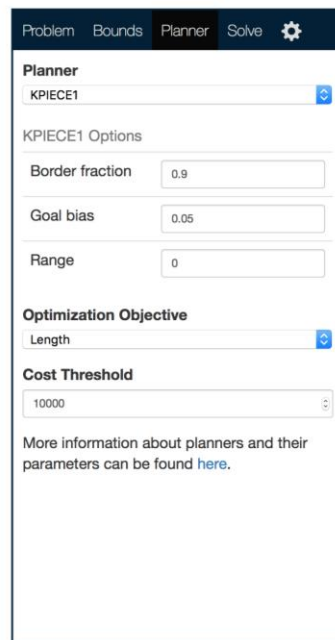 Problem Bounds Planner Solve
Planner
KPIECE1
KPIECE1 Options
Border fraction 0.9
Goal bias 0.05
Range 0
Optimization Objective
Length
Cost Threshold
10000
More information about planners and their
parameters can be found here.